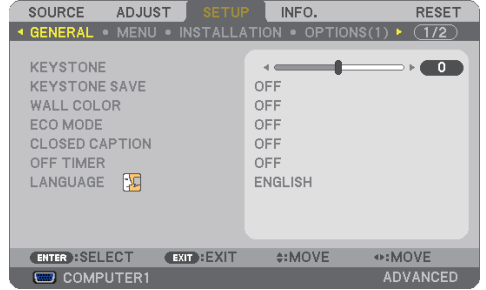 SOURCE ADJUST SETUP INFO. RESET
GENERAL • MENU • INSTALLATION • OPTIONS(1) 1/2
KEYSTONE 0
KEYSTONE SAVE OFF
WALL COLOR OFF
ECO MODE OFF
CLOSED CAPTION OFF
OFF TIMER OFF
LANGUAGE ENGLISH
ENTER :SELECT EXIT :EXIT :MOVE :MOVE
COMPUTER1 ADVANCED